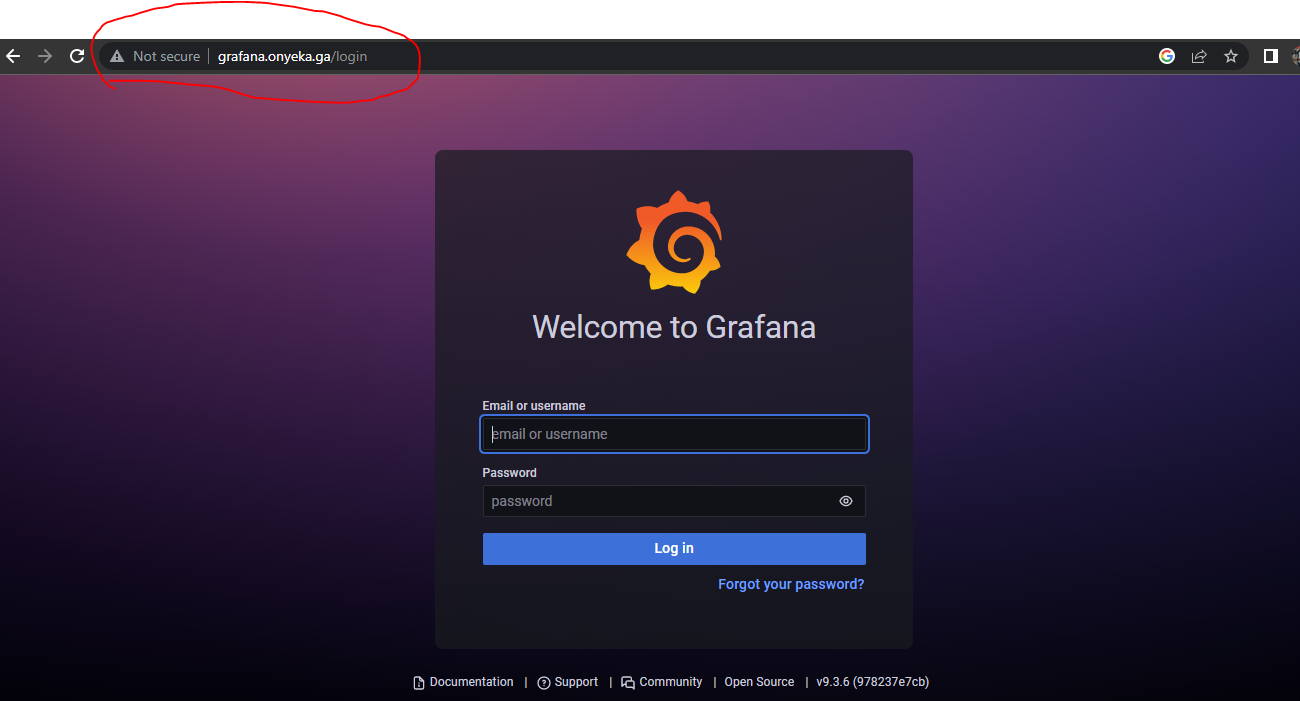 Not secure | grafana.onyeka.ga/login
Welcome to Grafana
Email or username
email or username
Password
password
Log in
Forgot your password?
Documentation | Support | Community | Open Source | v9.3.6 (978237e7cb)